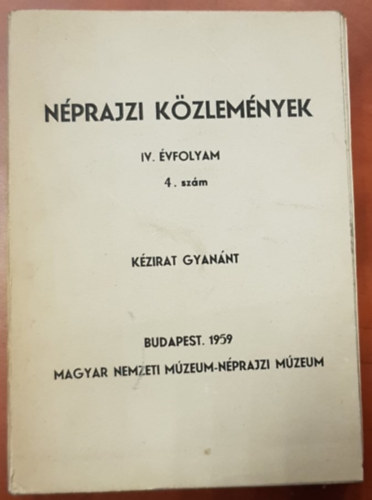 NÉPRAJZI KÖZLEMÉNYEK
IV. ÉVFOLYAM
4. szám
KÉZIRAT GYANÁNT
BUDAPEST. 1959
MAGYAR NEMZETI MÚZEUM-NÉPRAJZI MÚZEUM